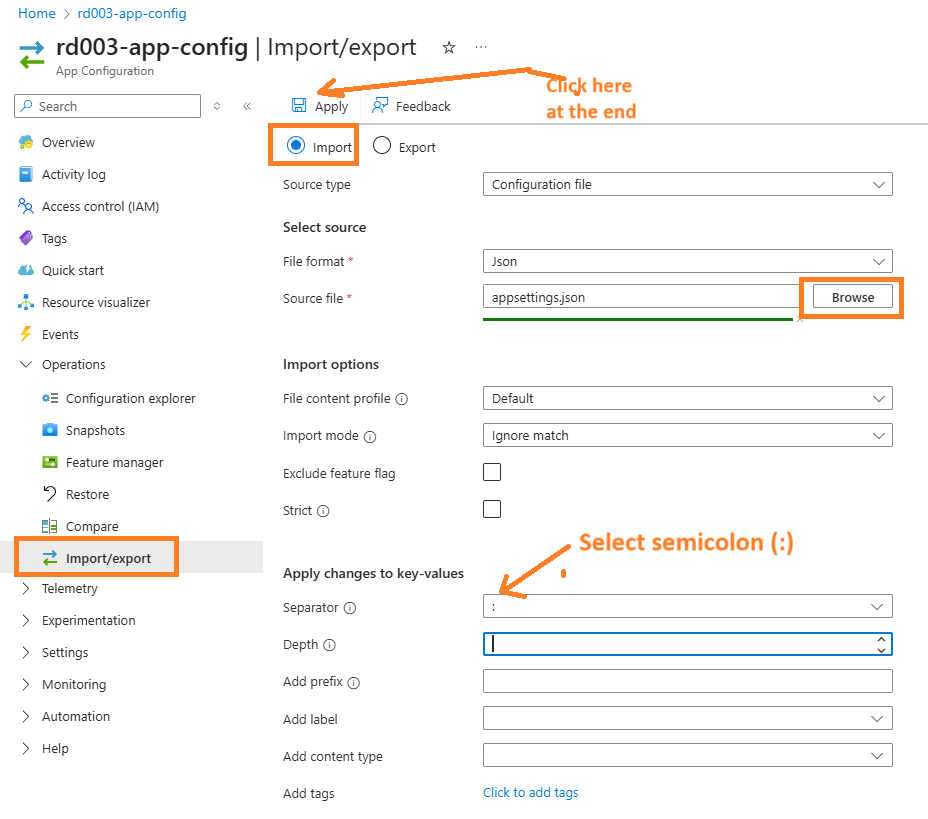 Home > rd003-app-config
rd003-app-config | Import/export ☆ ...
App Configuration
Search
Apply
Feedback
Click here
at the end
Import
Export
Overview
Activity log
Access control (IAM)
Tags
Quick start
Resource visualizer
Events
Operations
Configuration explorer
Snapshots
Feature manager
Restore
Compare
Import/export
Telemetry
Experimentation
Settings
Monitoring
Automation
Help
Source type
Configuration file
Select source
File format *
Json
Source file *
appsettings.json
Browse
Import options
File content profile
Default
Import mode
Ignore match
Exclude feature flag
Strict
Select semicolon (:)
Apply changes to key-values
Separator
:
Depth
Add prefix
Add label
Add content type
Add tags
Click to add tags